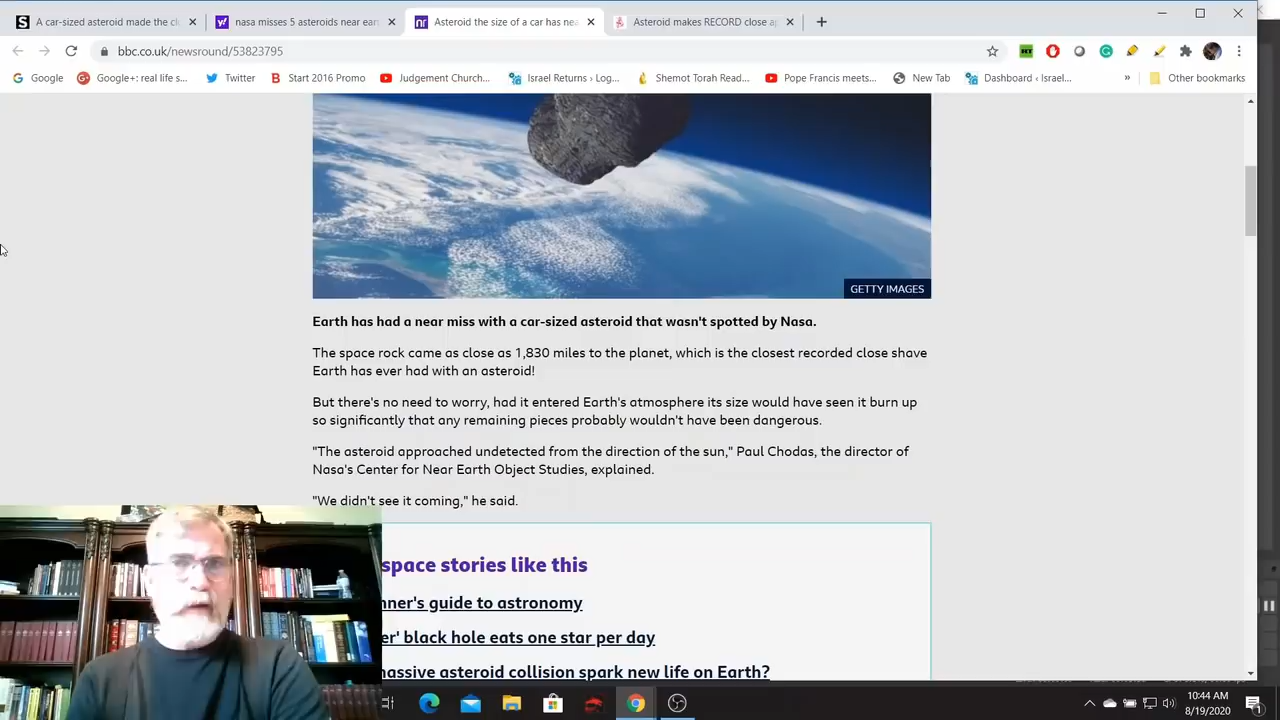 A car-sized asteroid made the cl
nasa misses 5 asteroids near ear
Asteroid the size of a car has nea
Asteroid makes RECORD close ap
bbc.co.uk/newsround/53823795
Google
Google+: real life s...
Twitter
Start 2016 Promo
Judgement Church...
Israel Returns › Log...
Shemot Torah Read...
Pope Francis meets...
New Tab
Dashboard ‹ Israel...
»
Other bookmarks
GETTY IMAGES
Earth has had a near miss with a car-sized asteroid that wasn't spotted by Nasa.
The space rock came as close as 1,830 miles to the planet, which is the closest recorded close shave
Earth has ever had with an asteroid!
But there's no need to worry, had it entered Earth's atmosphere its size would have seen it burn up
so significantly that any remaining pieces probably wouldn't have been dangerous.
"The asteroid approached undetected from the direction of the sun," Paul Chodas, the director of
Nasa's Center for Near Earth Object Studies, explained.
"We didn't see it coming," he said.
space stories like this
nner's guide to astronomy
er' black hole eats one star per day
massive asteroid collision spark new life on Earth?
10:44 AM
8/19/2020